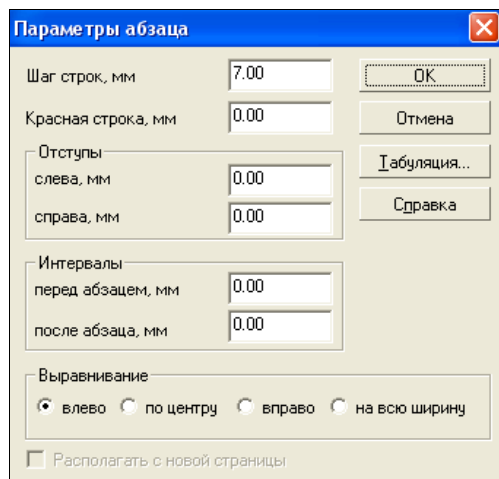 Параметры абзаца
Шаг строк, мм 7.00 OK
Красная строка, мм 0.00 Отмена
Отступы Табуляция...
слева, мм 0.00
справа, мм 0.00 Справка
Интервалы
перед абзацем, мм 0.00
после абзаца, мм 0.00
Выравнивание
влево по центру вправо на всю ширину
Располагать с новой страницы